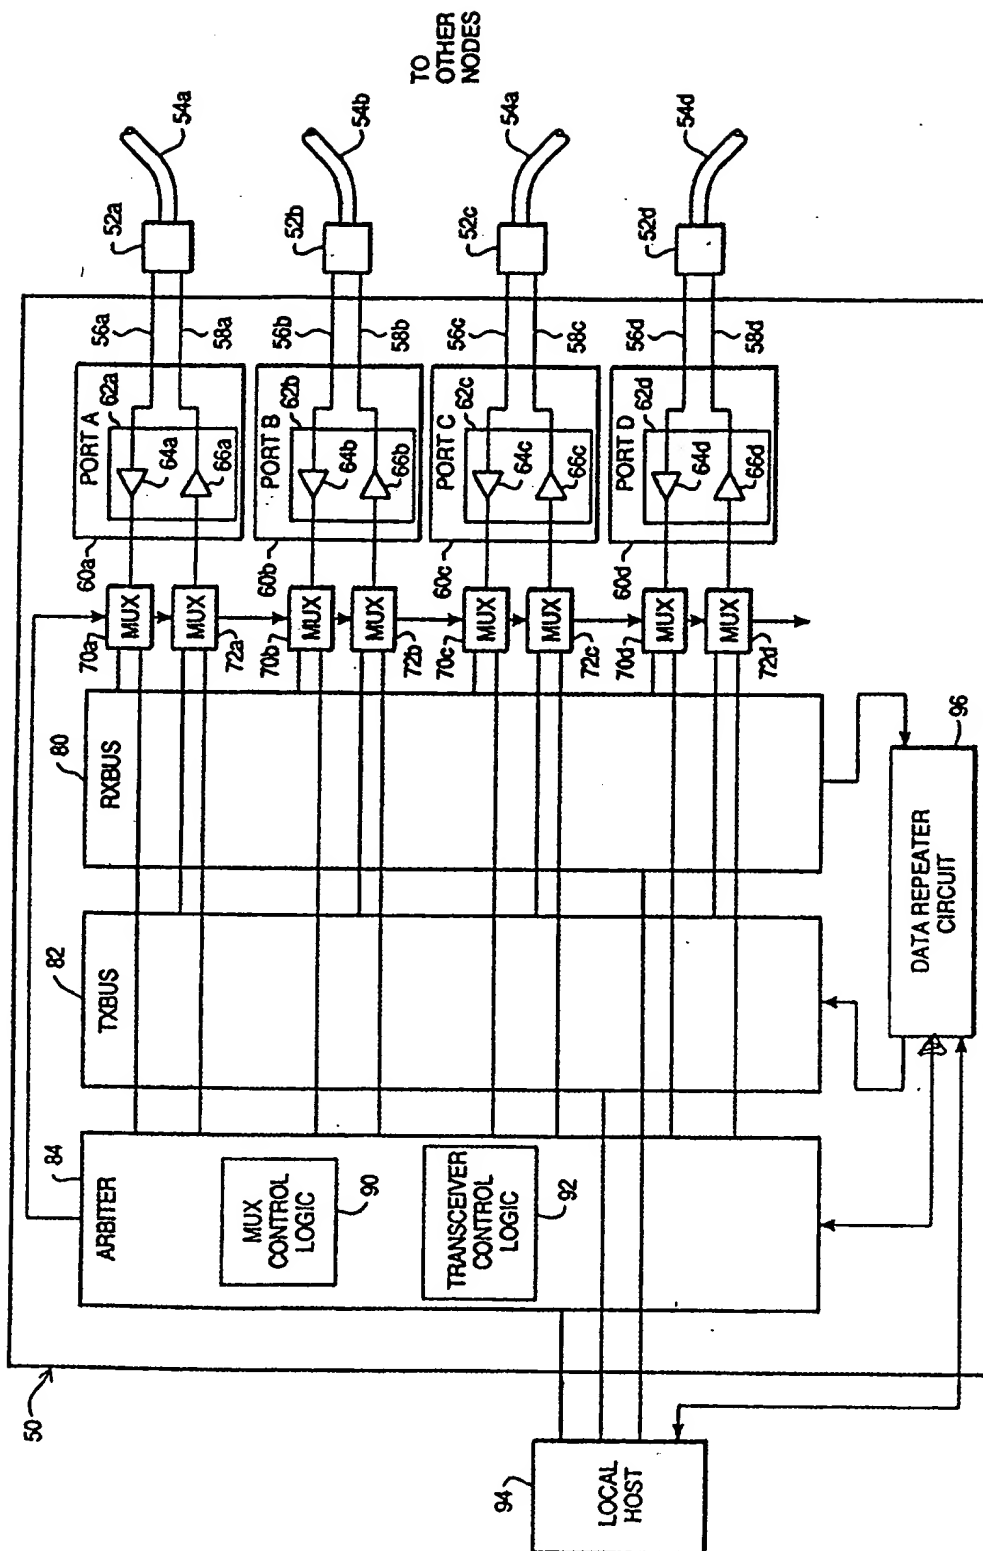 TO
OTHER
NODES
54a
54b
54a
54d
52a
52b
52c
52d
56a
58a
56b
58b
56c
58c
56d
58d
PORT A
62a
64a
66a
60a
PORT B
62b
64b
66b
60b
PORT C
62c
64c
66c
60c
PORT D
62d
64d
66d
60d
70a
MUX
MUX
72a
70b
MUX
MUX
72b
70c
MUX
MUX
72c
70d
MUX
MUX
72d
80
RXBUS
82
TXBUS
84
ARBITER
MUX
CONTROL
LOGIC
90
TRANSCEIVER
CONTROL
LOGIC
92
96
DATA REPEATER
CIRCUIT
50
94
LOCAL
HOST